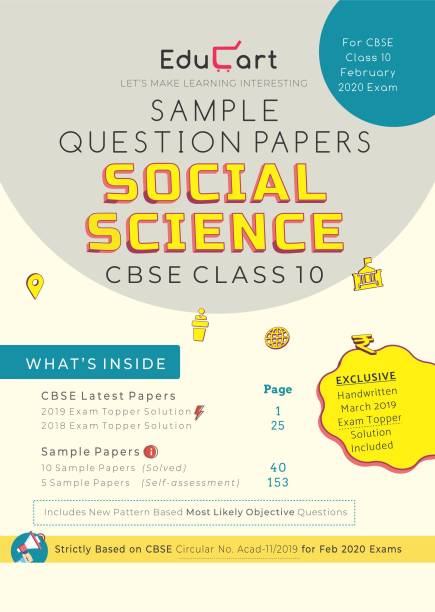 For CBSE
Class 10
February
2020 Exam
EduCart
LET'S MAKE LEARNING INTERESTING
SAMPLE
QUESTION PAPERS
SOCIAL
SCIENCE
CBSE CLASS 10
WHAT'S INSIDE
Page
CBSE Latest Papers
2019 Exam Topper Solution 1
2018 Exam Topper Solution 25
Sample Papers
10 Sample Papers (Solved) 40
5 Sample Papers (Self-assessment) 153
EXCLUSIVE
Handwritten
March 2019
Exam Topper
Solution
Included
Includes New Pattern Based Most Likely Objective Questions
Strictly Based on CBSE Circular No. Acad-11/2019 for Feb 2020 Exams